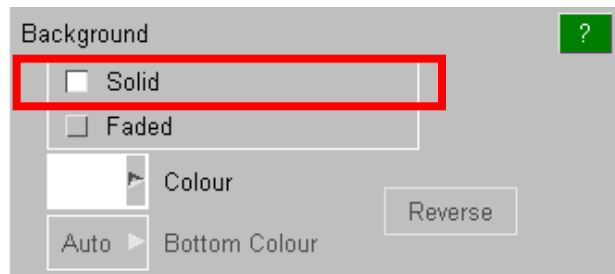 Background ?
Solid
Faded
Colour
Reverse
Auto Bottom Colour